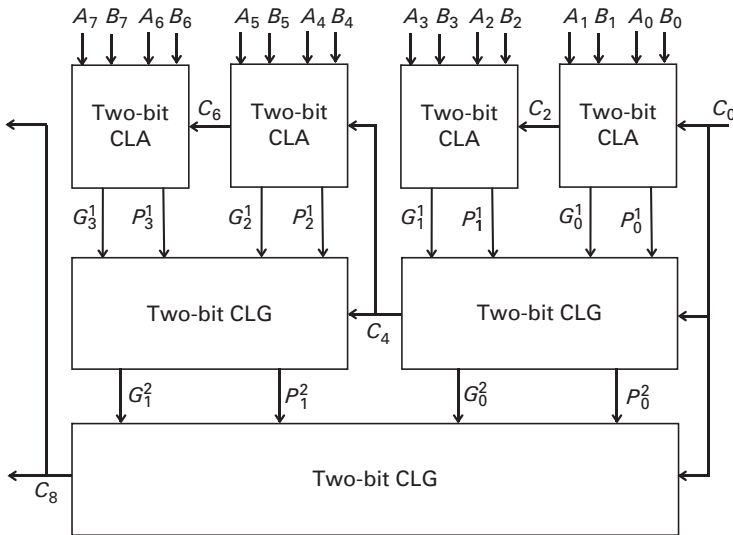 A₇ B₇ A₆ B₆ A₅ B₅ A₄ B₄ A₃ B₃ A₂ B₂ A₁ B₁ A₀ B₀
Two-bit CLA
C₆
Two-bit CLA
Two-bit CLA
C₂
Two-bit CLA
C₀
G₃¹ P₃¹ G₂¹ P₂¹ G₁¹ P₁¹ G₀¹ P₀¹
Two-bit CLG
C₄
Two-bit CLG
G₁² P₁² G₀² P₀²
Two-bit CLG
C₈